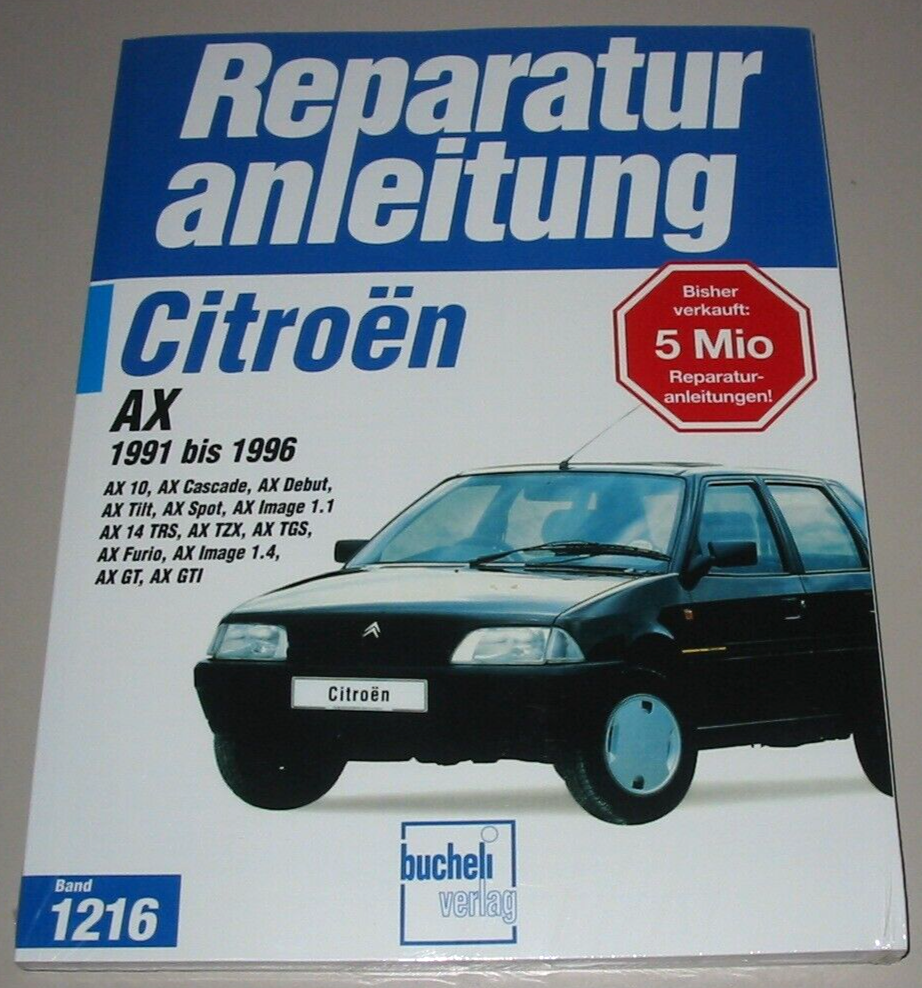 Reparatur
anleitung
Citroën
AX
1991 bis 1996
AX 10, AX Cascade, AX Debut,
AX Tilt, AX Spot, AX Image 1.1
AX 14 TRS, AX TZX, AX TGS,
AX Furio, AX Image 1.4,
AX GT, AX GTI
Bisher
verkauft:
5 Mio
Reparatur-
anleitungen!
Citroën
bucheli
verlag
Band
1216